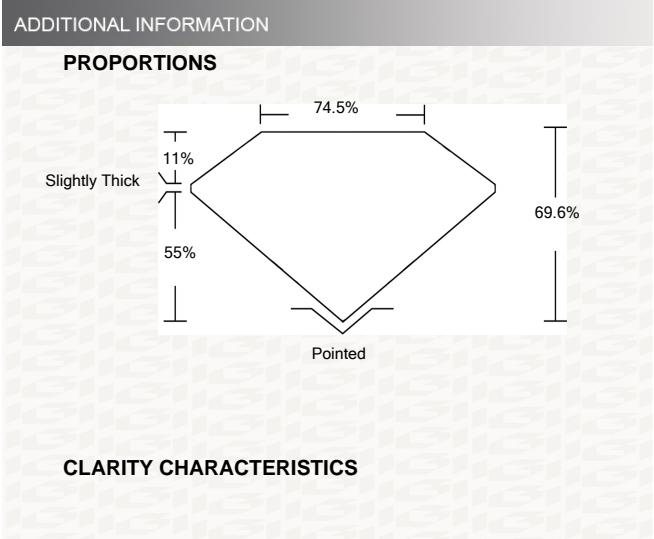 ADDITIONAL INFORMATION
PROPORTIONS
74.5%
11%
Slightly Thick
69.6%
55%
Pointed
CLARITY CHARACTERISTICS